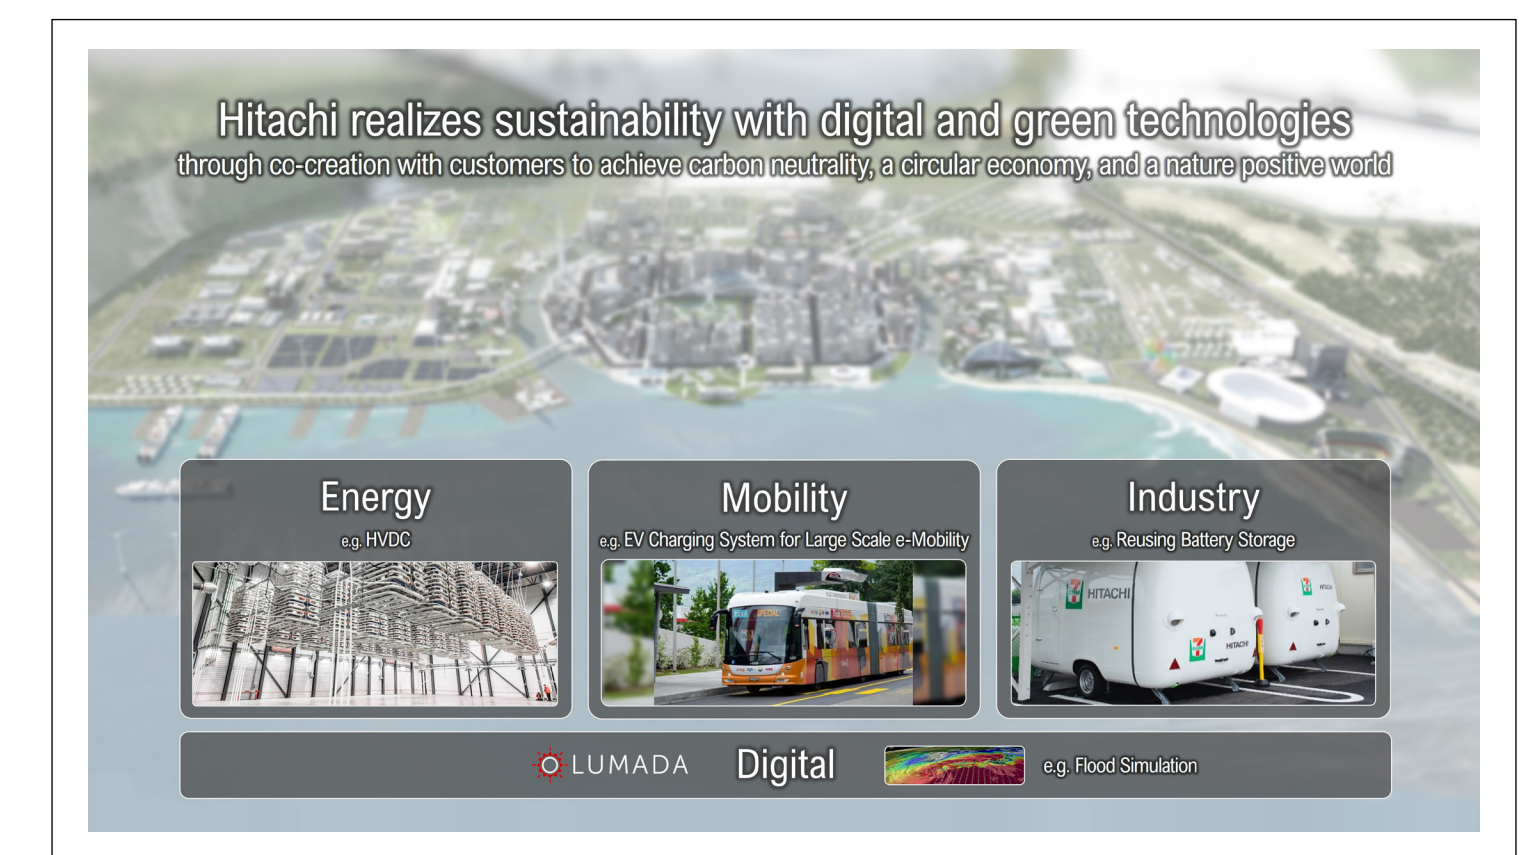 Hitachi realizes sustainability with digital and green technologies
through co-creation with customers to achieve carbon neutrality, a circular economy, and a nature positive world
Energy
e.g. HVDC
Mobility
e.g. EV Charging System for Large Scale e-Mobility
SPECIAL
Industry
e.g. Reusing Battery Storage
HITACHI
HITACHI
HITACHI
LUMADA
Digital
e.g. Flood Simulation